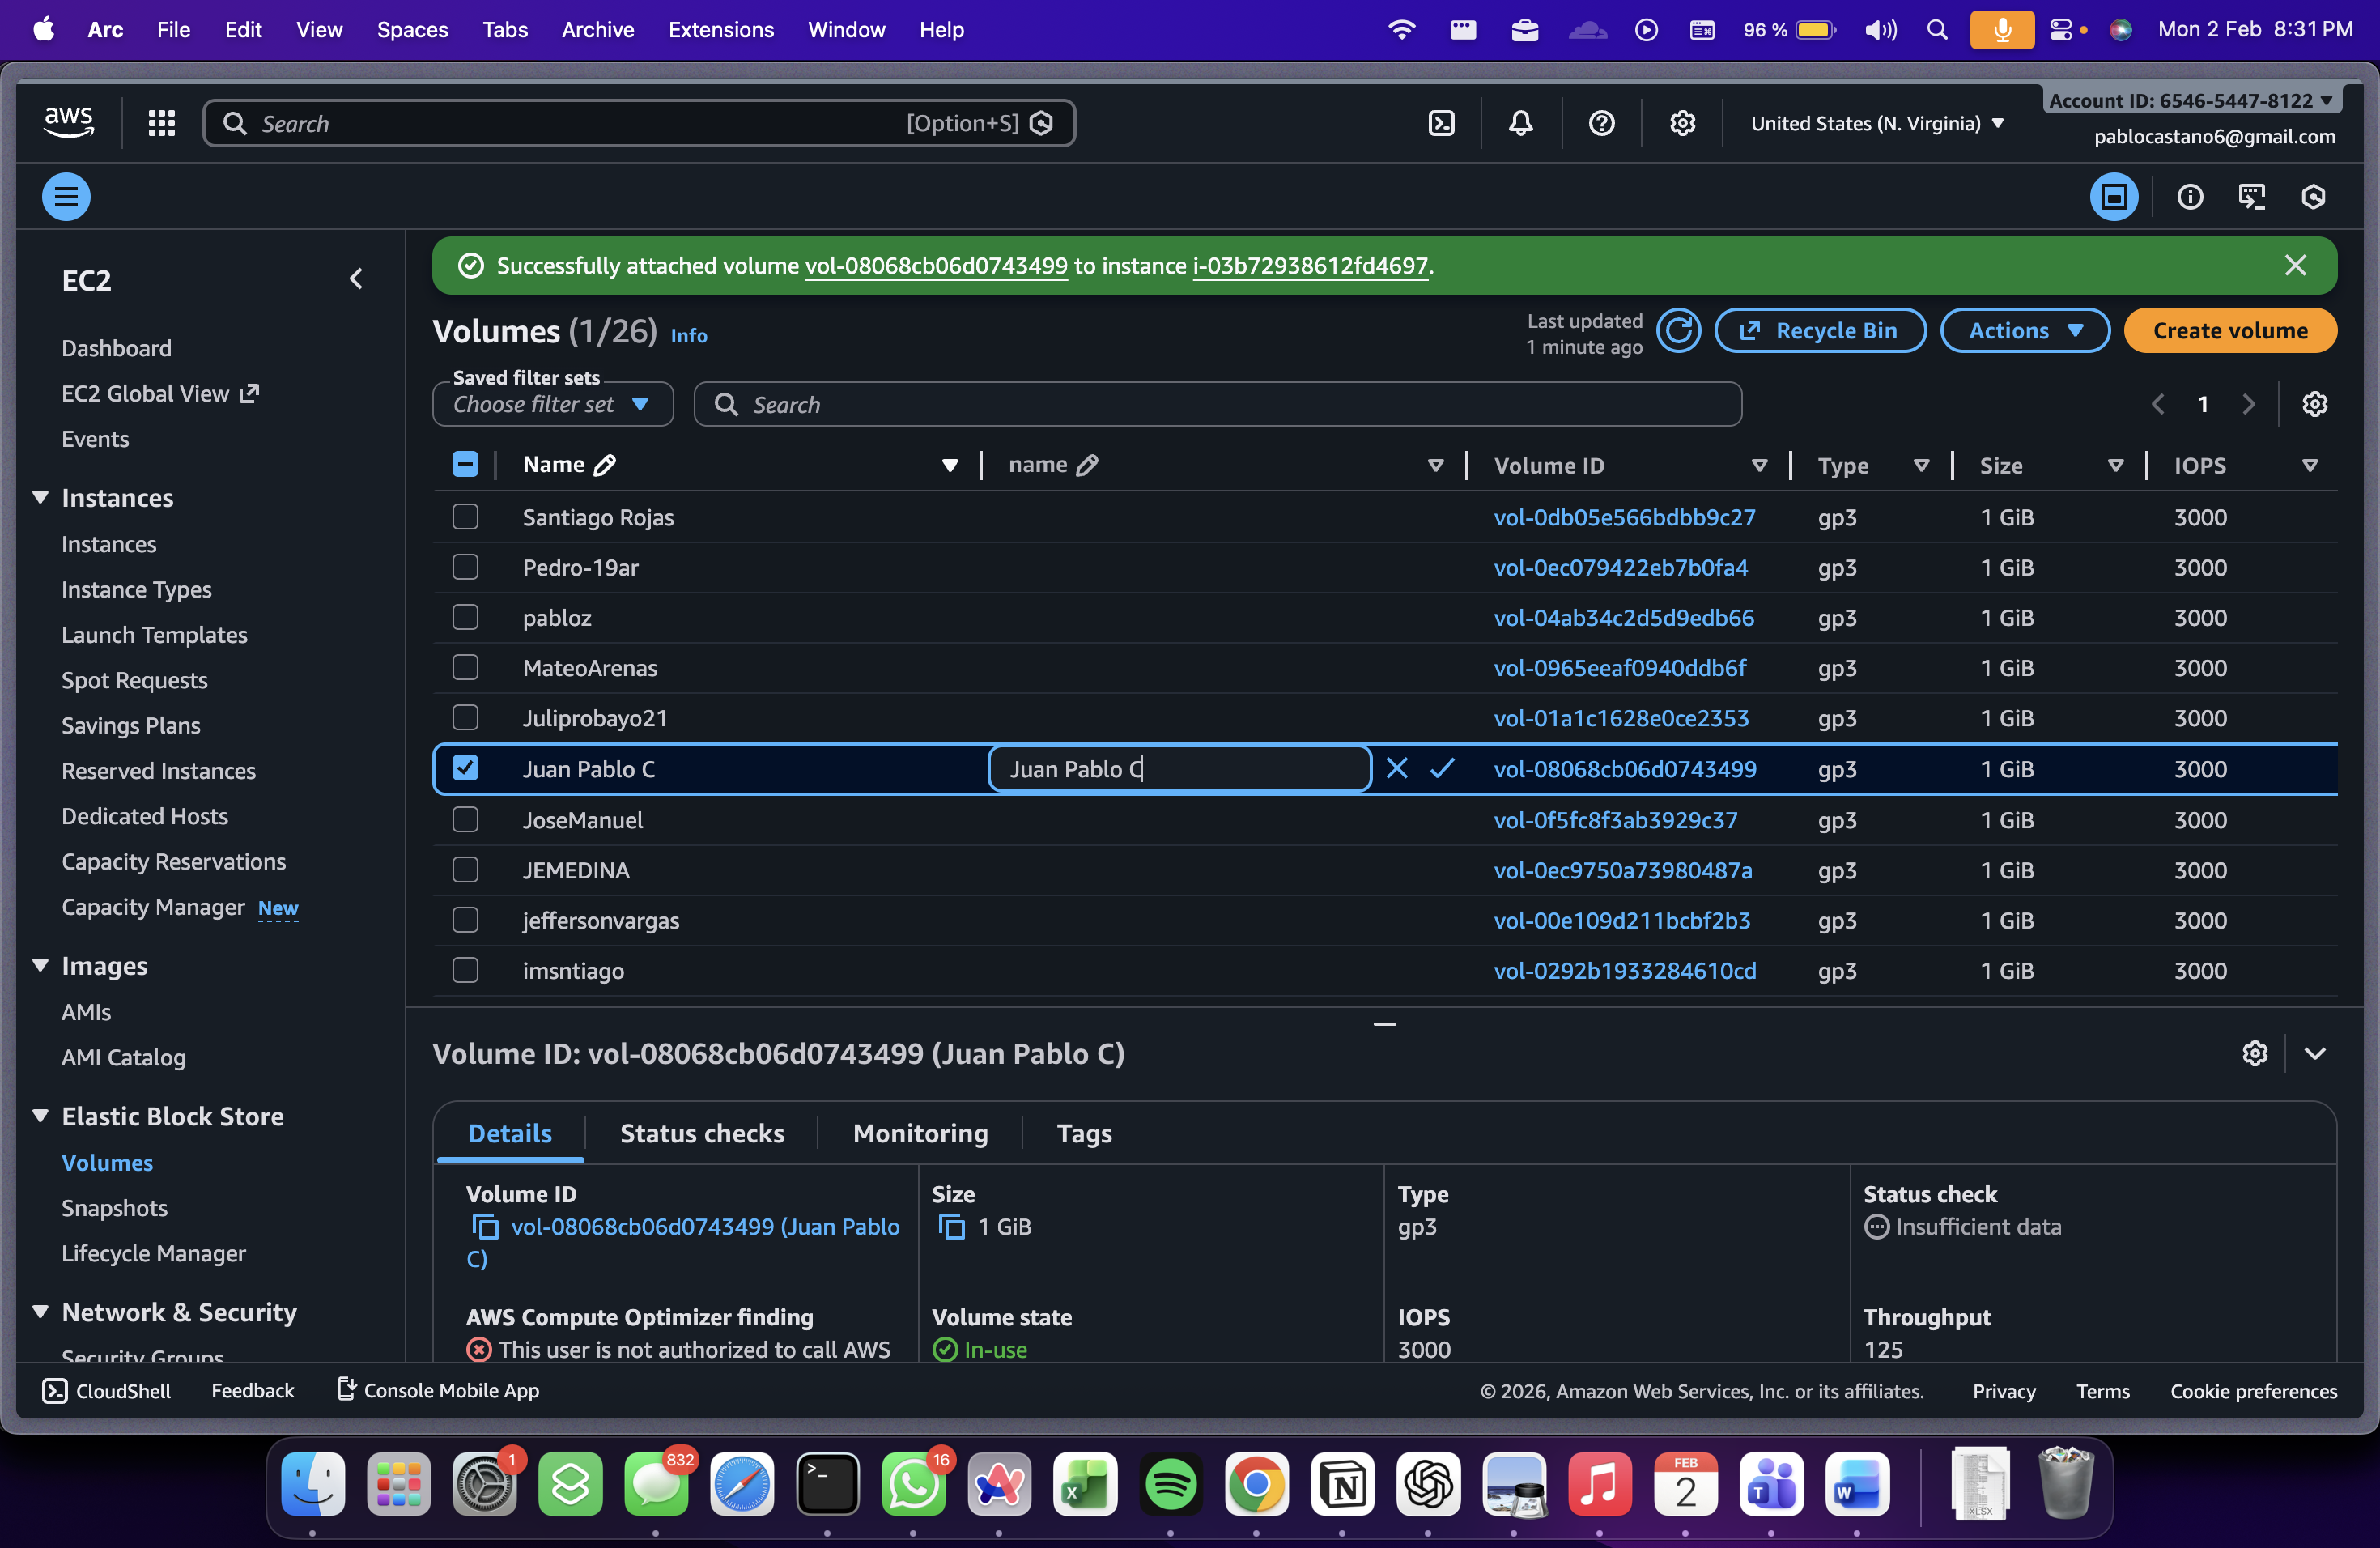 Arc File Edit View Spaces Tabs Archive Extensions Window Help
96 %
Mon 2 Feb 8:31 PM
aws
Search
[Option+S]
United States (N. Virginia)
Account ID: 6546-5447-8122
pablocastano6@gmail.com
EC2
Dashboard
EC2 Global View
Events
Instances
Instances
Instance Types
Launch Templates
Spot Requests
Savings Plans
Reserved Instances
Dedicated Hosts
Capacity Reservations
Capacity Manager New
Images
AMIs
AMI Catalog
Elastic Block Store
Volumes
Snapshots
Lifecycle Manager
Network & Security
Security Groups
Successfully attached volume vol-08068cb06d0743499 to instance i-03b72938612fd4697.
Volumes (1/26) Info
Last updated
1 minute ago
Recycle Bin
Actions
Create volume
Saved filter sets
Choose filter set
Search
1
Name name Volume ID Type Size IOPS
Santiago Rojas vol-0db05e566bdbb9c27 gp3 1 GiB 3000
Pedro-19ar vol-0ec079422eb7b0fa4 gp3 1 GiB 3000
pabloz vol-04ab34c2d5d9edb66 gp3 1 GiB 3000
MateoArenas vol-0965eeaf0940ddb6f gp3 1 GiB 3000
Juliprobayo21 vol-01a1c1628e0ce2353 gp3 1 GiB 3000
Juan Pablo C Juan Pablo C vol-08068cb06d0743499 gp3 1 GiB 3000
JoseManuel vol-0f5fc8f3ab3929c37 gp3 1 GiB 3000
JEMEDINA vol-0ec9750a73980487a gp3 1 GiB 3000
jeffersonvargas vol-00e109d211bcbf2b3 gp3 1 GiB 3000
imsntiago vol-0292b1933284610cd gp3 1 GiB 3000
Volume ID: vol-08068cb06d0743499 (Juan Pablo C)
Details Status checks Monitoring Tags
Volume ID
vol-08068cb06d0743499 (Juan Pablo
C)
Size
1 GiB
Type
gp3
Status check
Insufficient data
AWS Compute Optimizer finding
This user is not authorized to call AWS
Volume state
In-use
IOPS
3000
Throughput
125
CloudShell Feedback Console Mobile App
© 2026, Amazon Web Services, Inc. or its affiliates. Privacy Terms Cookie preferences
1
832
16
FEB
2
XLSX